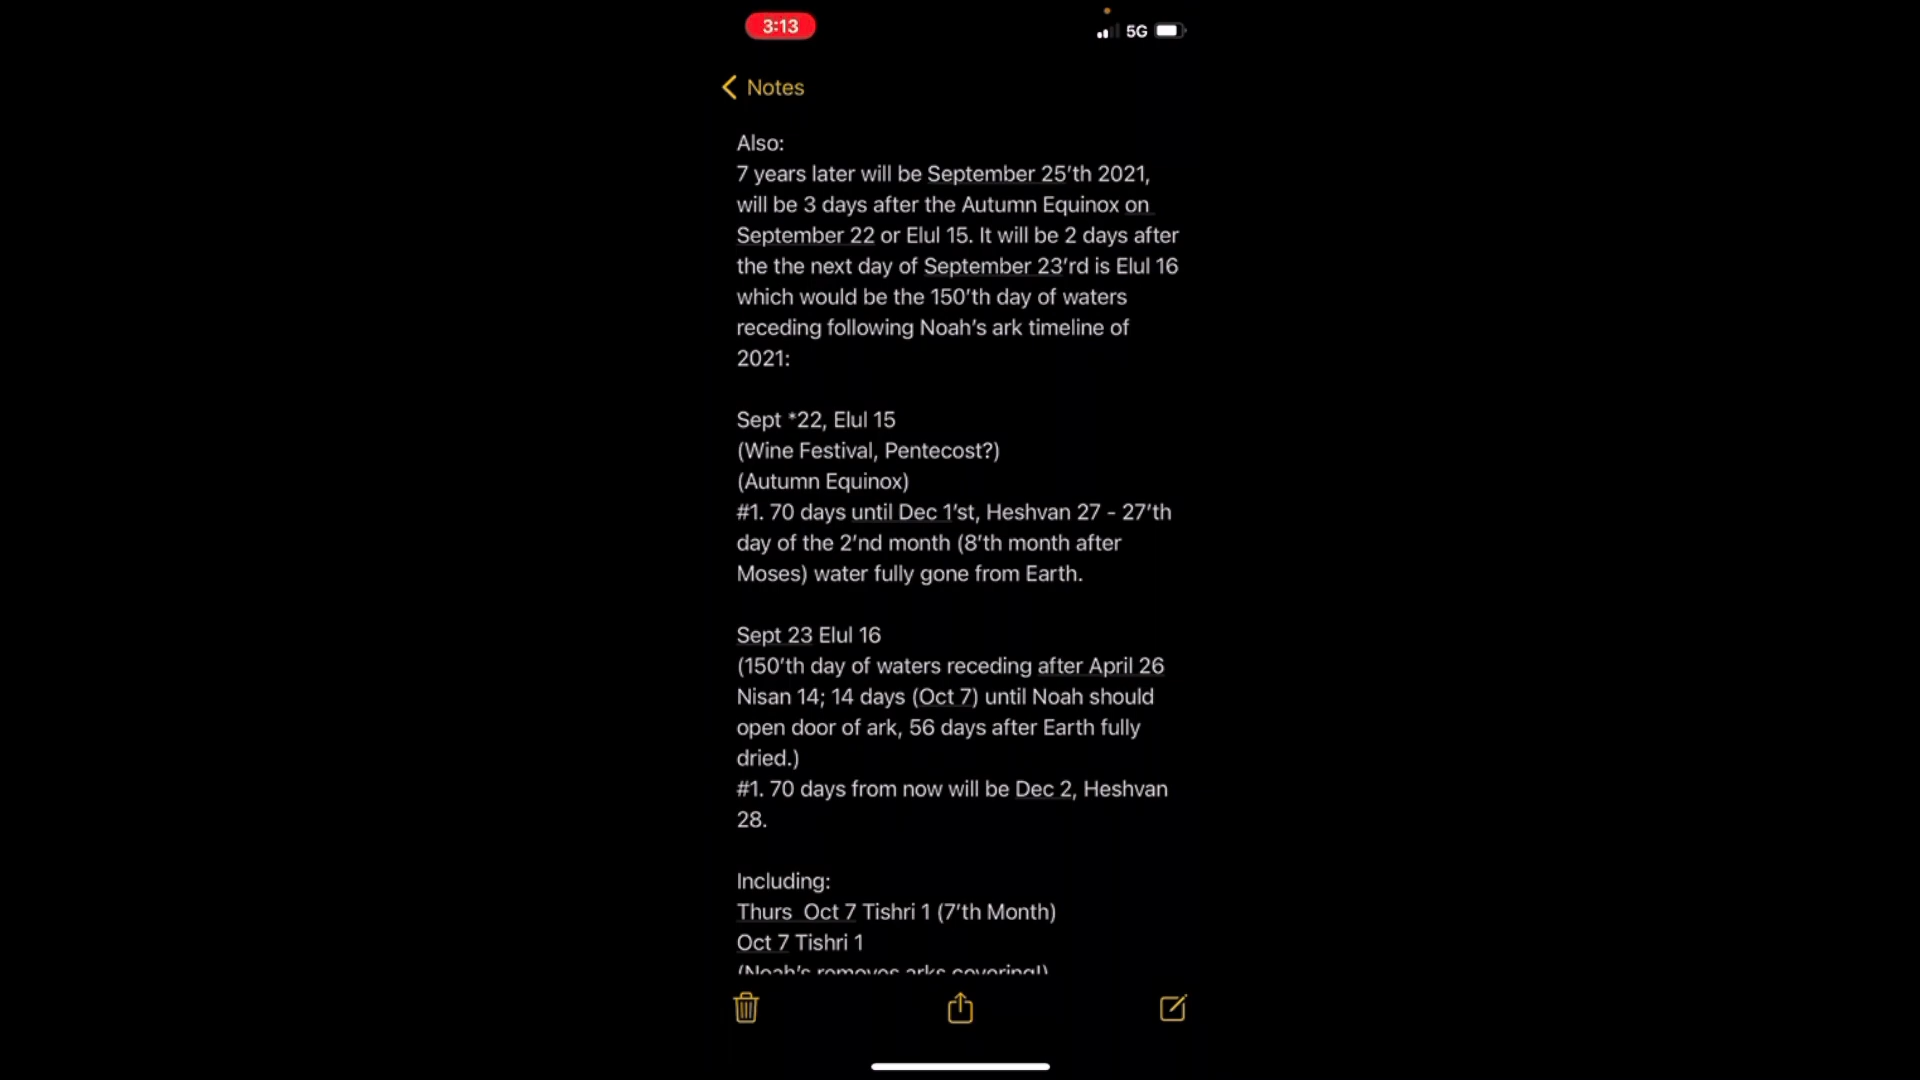 3:13
5G
Notes
Also:
7 years later will be September 25'th 2021,
will be 3 days after the Autumn Equinox on
September 22 or Elul 15. It will be 2 days after
the the next day of September 23'rd is Elul 16
which would be the 150'th day of waters
receding following Noah's ark timeline of
2021:
Sept *22, Elul 15
(Wine Festival, Pentecost?)
(Autumn Equinox)
#1. 70 days until Dec 1'st, Heshvan 27 - 27'th
day of the 2'nd month (8'th month after
Moses) water fully gone from Earth.
Sept 23 Elul 16
(150'th day of waters receding after April 26
Nisan 14; 14 days (Oct 7) until Noah should
open door of ark, 56 days after Earth fully
dried.)
#1. 70 days from now will be Dec 2, Heshvan
28.
Including:
Thurs  Oct 7 Tishri 1 (7'th Month)
Oct 7 Tishri 1
(Noah's removes arks covering!)